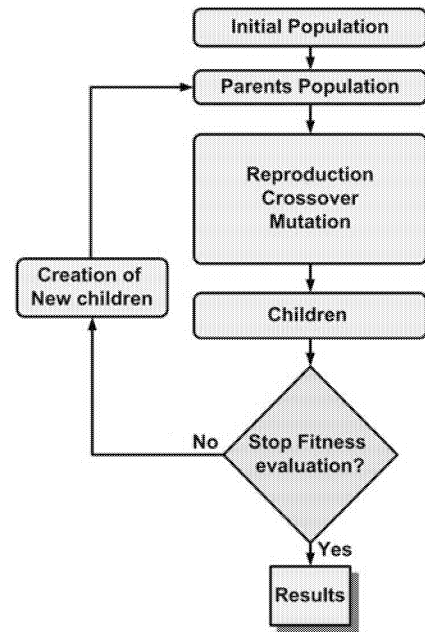 Initial Population
Parents Population
Reproduction
Crossover
Mutation
Creation of
New children
Children
No
Stop Fitness
evaluation?
Yes
Results